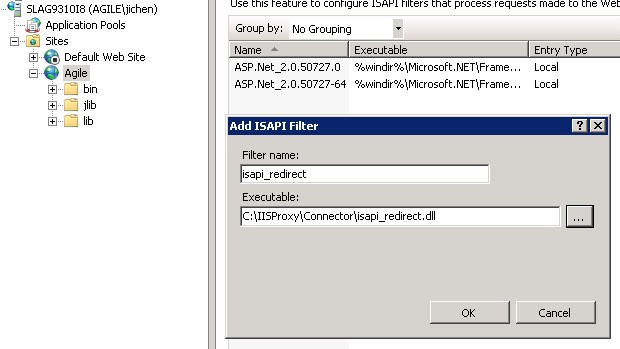 SLAG9310I8 (AGILE\jichen)
Application Pools
Sites
Default Web Site
Agile
bin
jlib
lib
Use this feature to configure ISAPI filters that process requests made to the Web
Group by: No Grouping
Name Executable Entry Type
ASP.Net_2.0.50727.0 %windir%\Microsoft.NET\Frame... Local
ASP.Net_2.0.50727-64 %windir%\Microsoft.NET\Frame... Local
Add ISAPI Filter
Filter name:
isapi_redirect
Executable:
C:\IISProxy\Connector\isapi_redirect.dll
...
OK Cancel